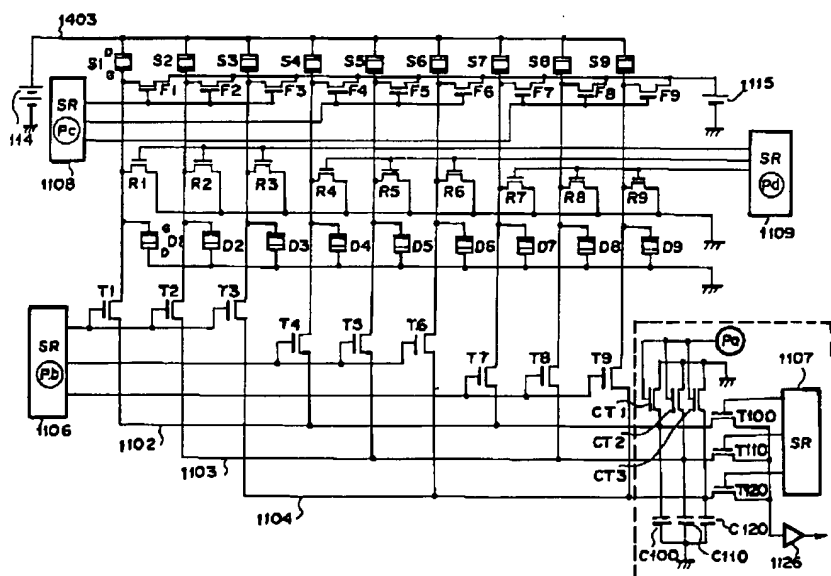 1403
S1 D G S2 S3 S4 S5 S6 S7 S8 S9
114
SR
Pc
1108
F1 F2 F3 F4 F5 F6 F7 F8 F9
1115
R1 R2 R3 R4 R5 R6 R7 R8 R9
SR
Pd
1109
G D D1 D2 D3 D4 D5 D6 D7 D8 D9
T1 T2 T3
T4 T5 T6
T7 T8 T9
SR
Pb
1106
Pa
1107
CT1
CT2
CT3
T100
T110
T120
SR
1102
1103
1104
C100 C110 C120
1126